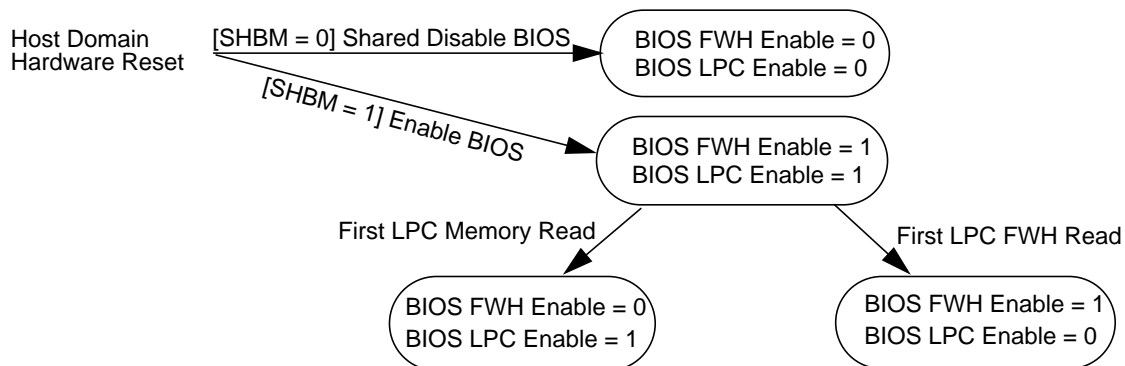 Host Domain
Hardware Reset
[SHBM = 0] Shared Disable BIOS
BIOS FWH Enable = 0
BIOS LPC Enable = 0
[SHBM = 1] Enable BIOS
BIOS FWH Enable = 1
BIOS LPC Enable = 1
First LPC Memory Read
First LPC FWH Read
BIOS FWH Enable = 0
BIOS LPC Enable = 1
BIOS FWH Enable = 1
BIOS LPC Enable = 0